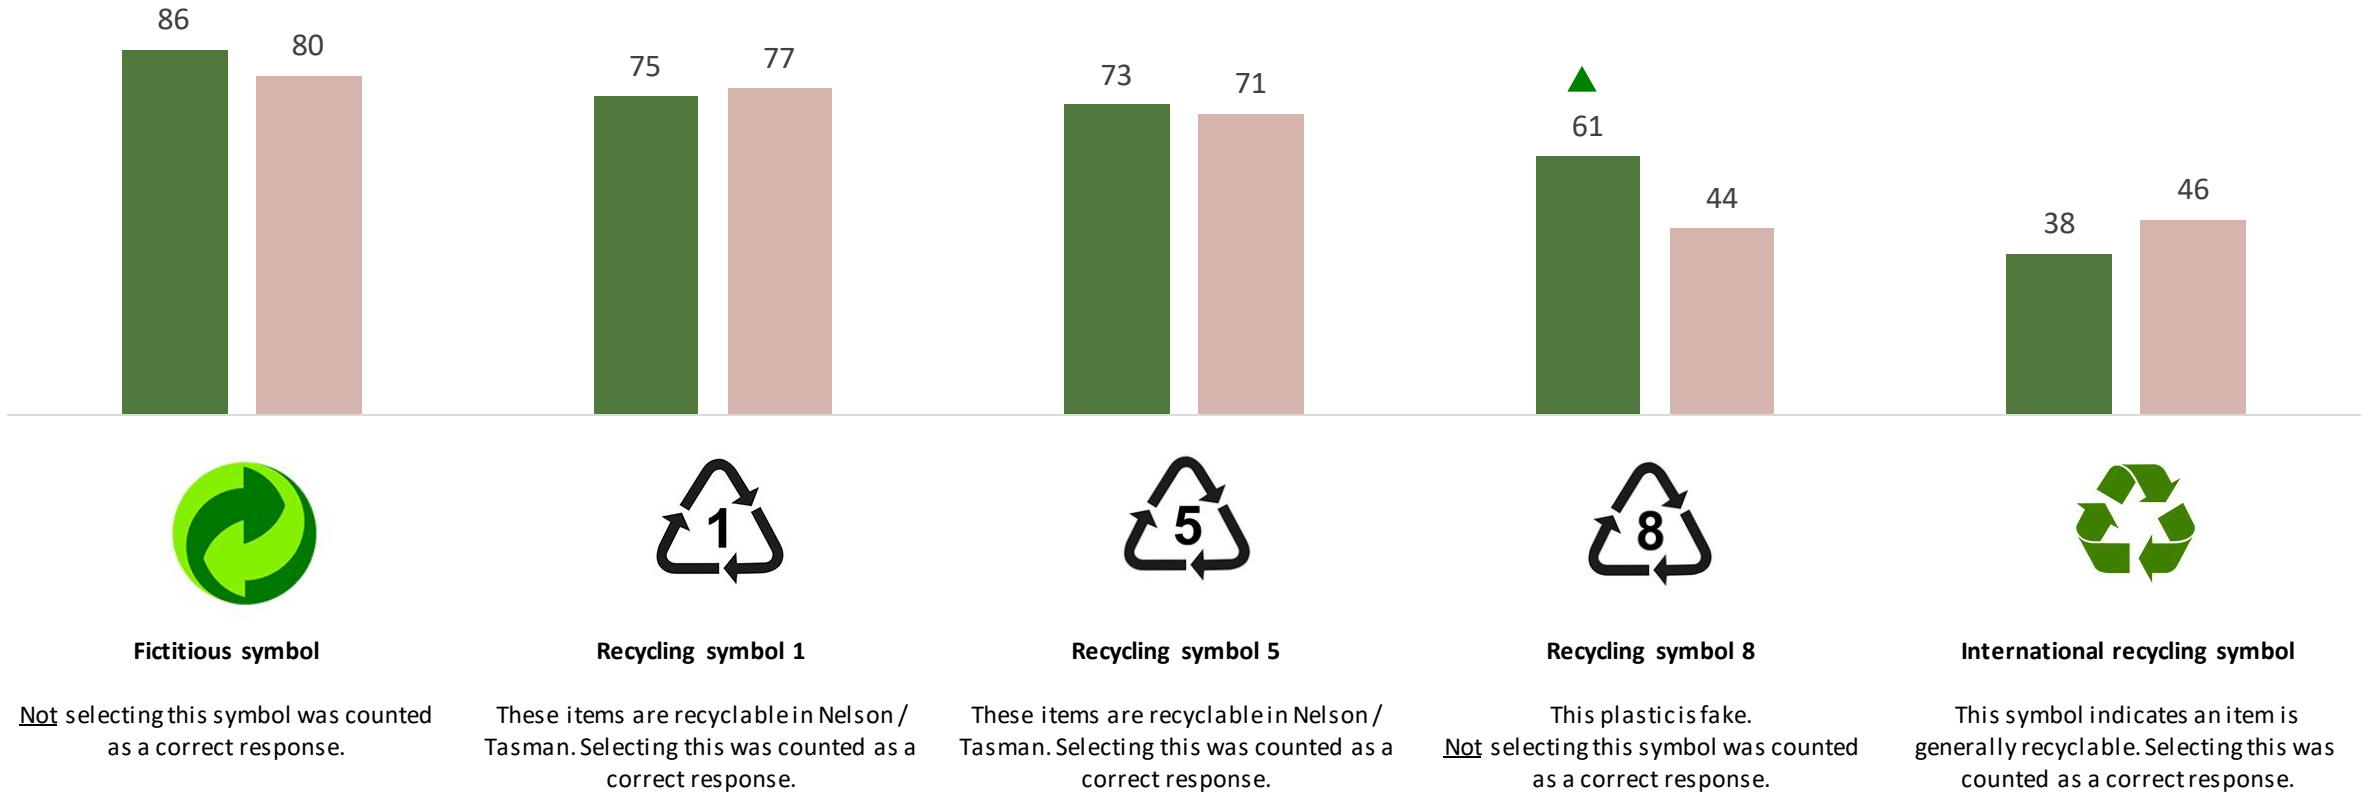 86
80
75
77
73
71
61
44
38
46
1
5
8
Fictitious symbol
Not selecting this symbol was counted
as a correct response.
Recycling symbol 1
These items are recyclable in Nelson /
Tasman. Selecting this was counted as a
correct response.
Recycling symbol 5
These items are recyclable in Nelson /
Tasman. Selecting this was counted as a
correct response.
Recycling symbol 8
This plastic is fake.
Not selecting this symbol was counted
as a correct response.
International recycling symbol
This symbol indicates an item is
generally recyclable. Selecting this was
counted as a correct response.